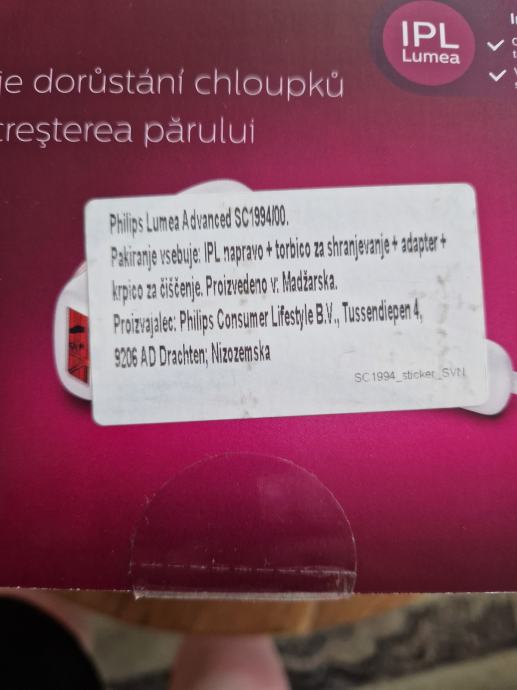 IPL
Lumea
je dorůstání chloupků
creșterea părului
Philips Lumea Advanced SC1994/00.
Pakiranje vsebuje: IPL napravo + torbico za shranjevanje + adapter +
krpico za čiščenje. Proizvedeno v: Madžarska.
Proizvajalec: Philips Consumer Lifestyle B.V., Tussendiepen 4,
9206 AD Drachten; Nizozemska
SC1994_sticker_SVN